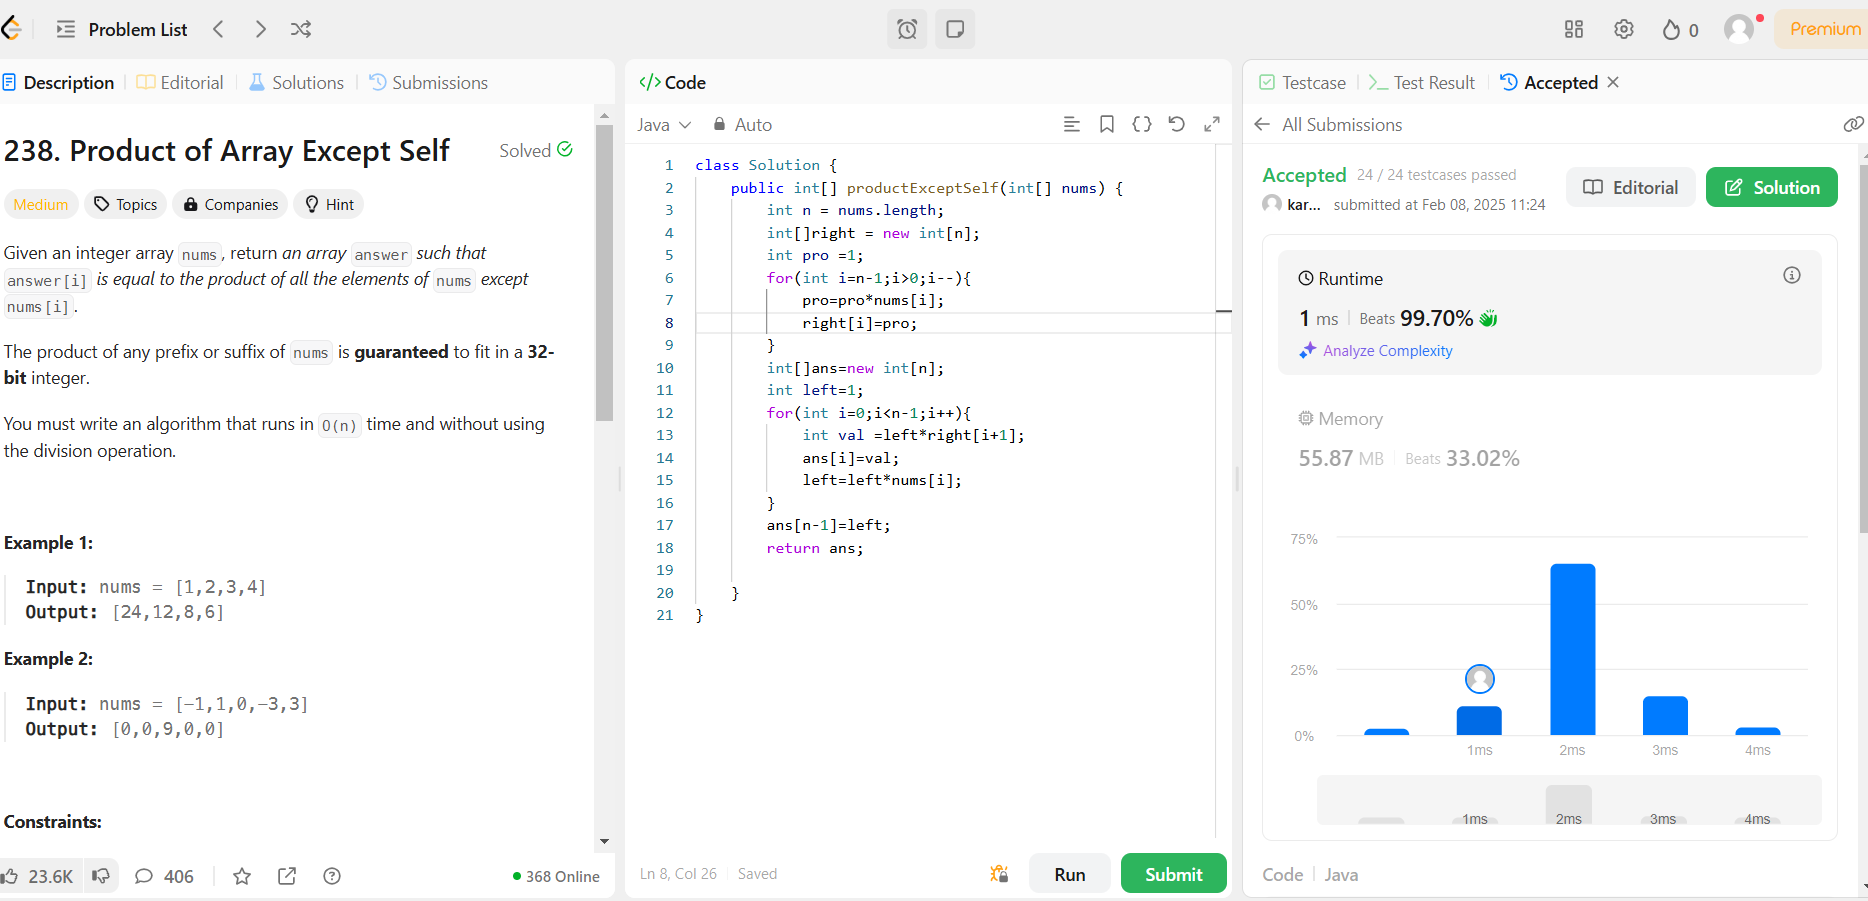 Problem List
0
Premium
Description
Editorial
Solutions
Submissions
238. Product of Array Except Self
Solved
Medium
Topics
Companies
Hint
Given an integer array nums, return an array answer such that
answer[i] is equal to the product of all the elements of nums except
nums[i].
The product of any prefix or suffix of nums is guaranteed to fit in a 32-
bit integer.
You must write an algorithm that runs in O(n) time and without using
the division operation.
Example 1:
Input: nums = [1,2,3,4]
Output: [24,12,8,6]
Example 2:
Input: nums = [-1,1,0,-3,3]
Output: [0,0,9,0,0]
Constraints:
23.6K
406
368 Online
</> Code
Java
Auto
1 class Solution {
2 public int[] productExceptSelf(int[] nums) {
3 int n = nums.length;
4 int[]right = new int[n];
5 int pro =1;
6 for(int i=n-1;i>0;i--){
7 pro=pro*nums[i];
8 right[i]=pro;
9 }
10 int[]ans=new int[n];
11 int left=1;
12 for(int i=0;i<n-1;i++){
13 int val =left*right[i+1];
14 ans[i]=val;
15 left=left*nums[i];
16 }
17 ans[n-1]=left;
18 return ans;
19
20 }
21 }
Ln 8, Col 26
Saved
Run
Submit
Testcase
Test Result
Accepted
All Submissions
Accepted 24 / 24 testcases passed
kar... submitted at Feb 08, 2025 11:24
Editorial
Solution
Runtime
1 ms Beats 99.70%
Analyze Complexity
Memory
55.87 MB Beats 33.02%
75%
50%
25%
0%
1ms 2ms 3ms 4ms
1ms 2ms 3ms 4ms
Code Java